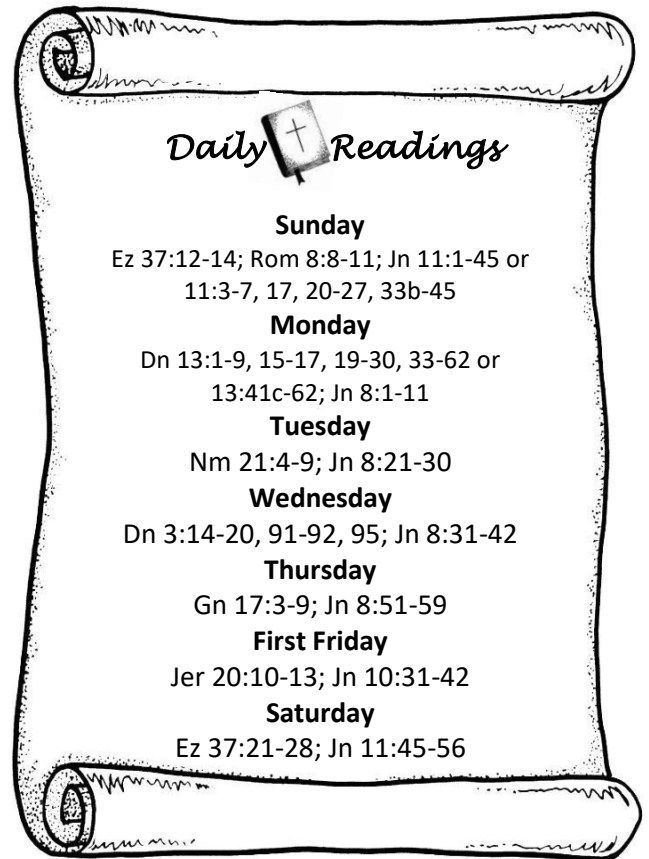 Daily Readings
Sunday
Ez 37:12-14; Rom 8:8-11; Jn 11:1-45 or
11:3-7, 17, 20-27, 33b-45
Monday
Dn 13:1-9, 15-17, 19-30, 33-62 or
13:41c-62; Jn 8:1-11
Tuesday
Nm 21:4-9; Jn 8:21-30
Wednesday
Dn 3:14-20, 91-92, 95; Jn 8:31-42
Thursday
Gn 17:3-9; Jn 8:51-59
First Friday
Jer 20:10-13; Jn 10:31-42
Saturday
Ez 37:21-28; Jn 11:45-56